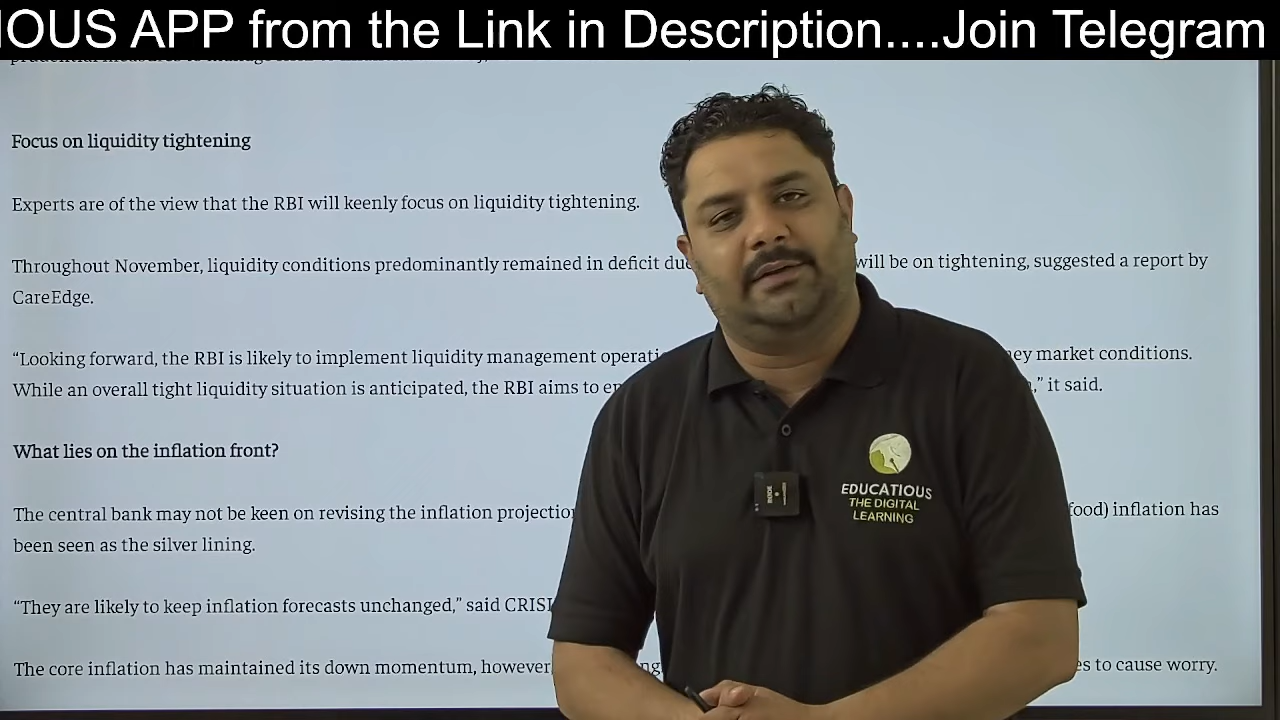 IOUS APP from the Link in Description....Join Telegram
Focus on liquidity tightening
Experts are of the view that the RBI will keenly focus on liquidity tightening.
Throughout November, liquidity conditions predominantly remained in deficit due will be on tightening, suggested a report by
CareEdge.
“Looking forward, the RBI is likely to implement liquidity management market conditions.
While an overall tight liquidity situation is anticipated, the RBI aims to ,” it said.
What lies on the inflation front?
The central bank may not be keen on revising the inflation food) inflation has
been seen as the silver lining.
“They are likely to keep inflation forecasts unchanged,” said
The core inflation has maintained its down momentum, however to cause worry.
RODE
EDUCATIOUS
THE DIGITAL
LEARNING